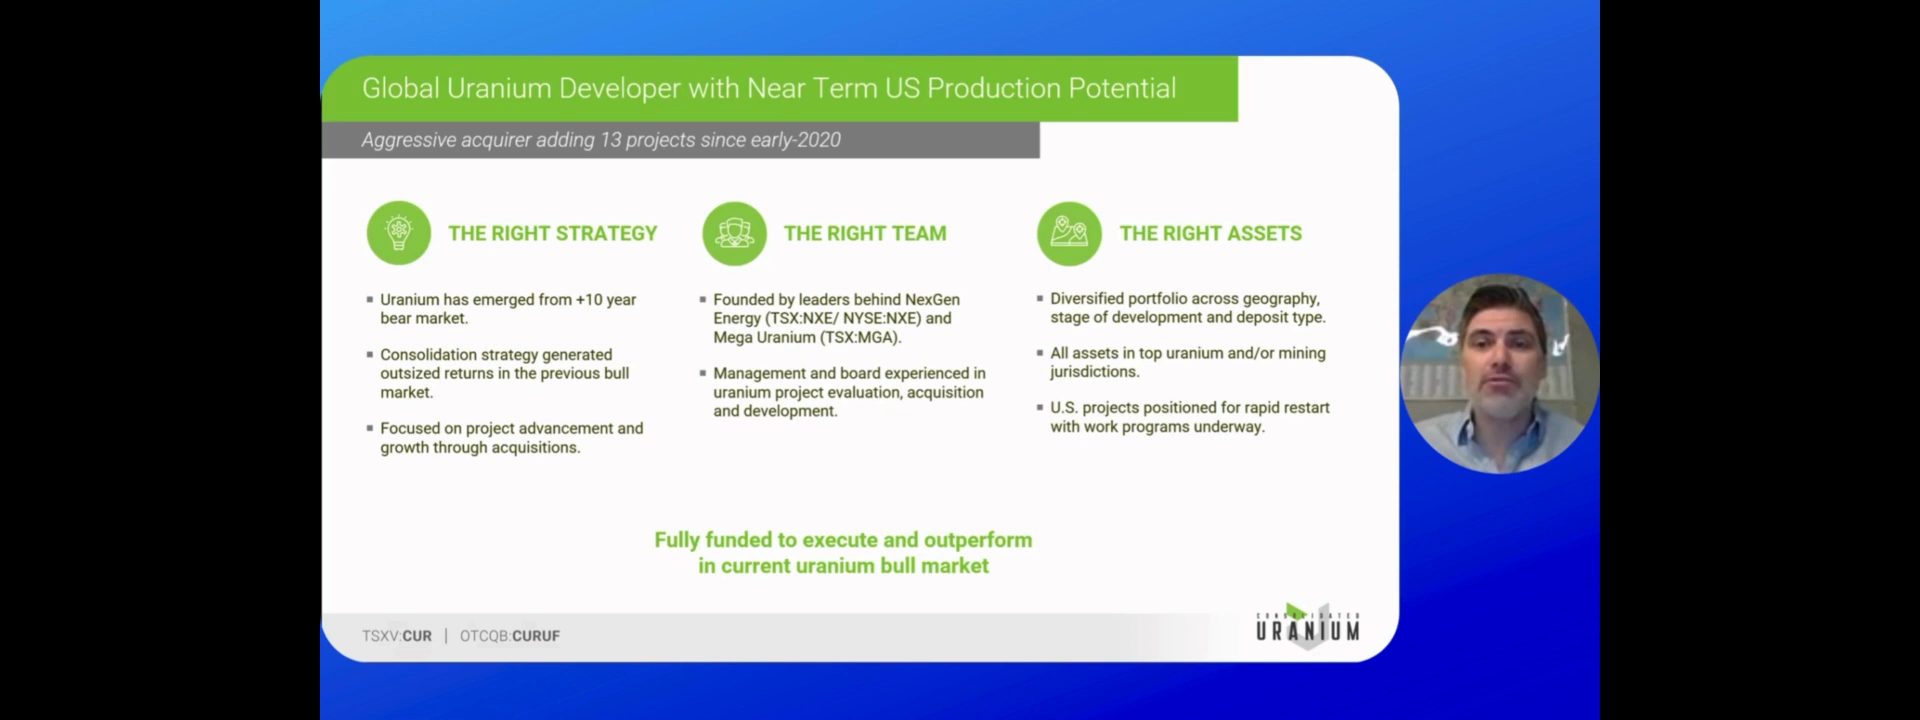 Global Uranium Developer with Near Term US Production Potential
Aggressive acquirer adding 13 projects since early-2020
THE RIGHT STRATEGY
▪ Uranium has emerged from +10 year
bear market.
▪ Consolidation strategy generated
outsized returns in the previous bull
market.
▪ Focused on project advancement and
growth through acquisitions.
THE RIGHT TEAM
▪ Founded by leaders behind NexGen
Energy (TSX:NXE/ NYSE:NXE) and
Mega Uranium (TSX:MGA).
▪ Management and board experienced in
uranium project evaluation, acquisition
and development.
THE RIGHT ASSETS
▪ Diversified portfolio across geography,
stage of development and deposit type.
▪ All assets in top uranium and/or mining
jurisdictions.
▪ U.S. projects positioned for rapid restart
with work programs underway.
Fully funded to execute and outperform
in current uranium bull market
TSXV:CUR | OTCQB:CURUF
CONSOLIDATED
URANIUM